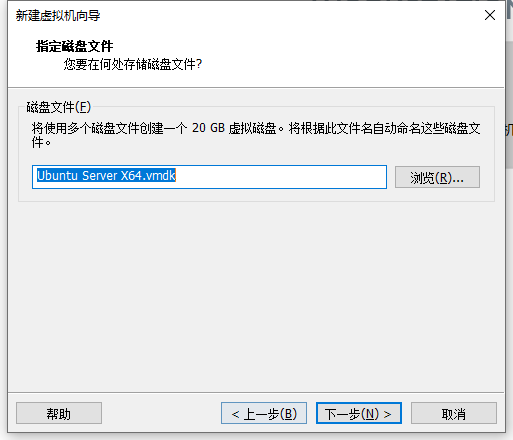 新建虚拟机向导
指定磁盘文件
您要在何处存储磁盘文件?
磁盘文件(F)
将使用多个磁盘文件创建一个 20 GB 虚拟磁盘。将根据此文件名自动命名这些磁盘文
件。
Ubuntu Server X64.vmdk
浏览(R)...
帮助
< 上一步(B)
下一步(N) >
取消